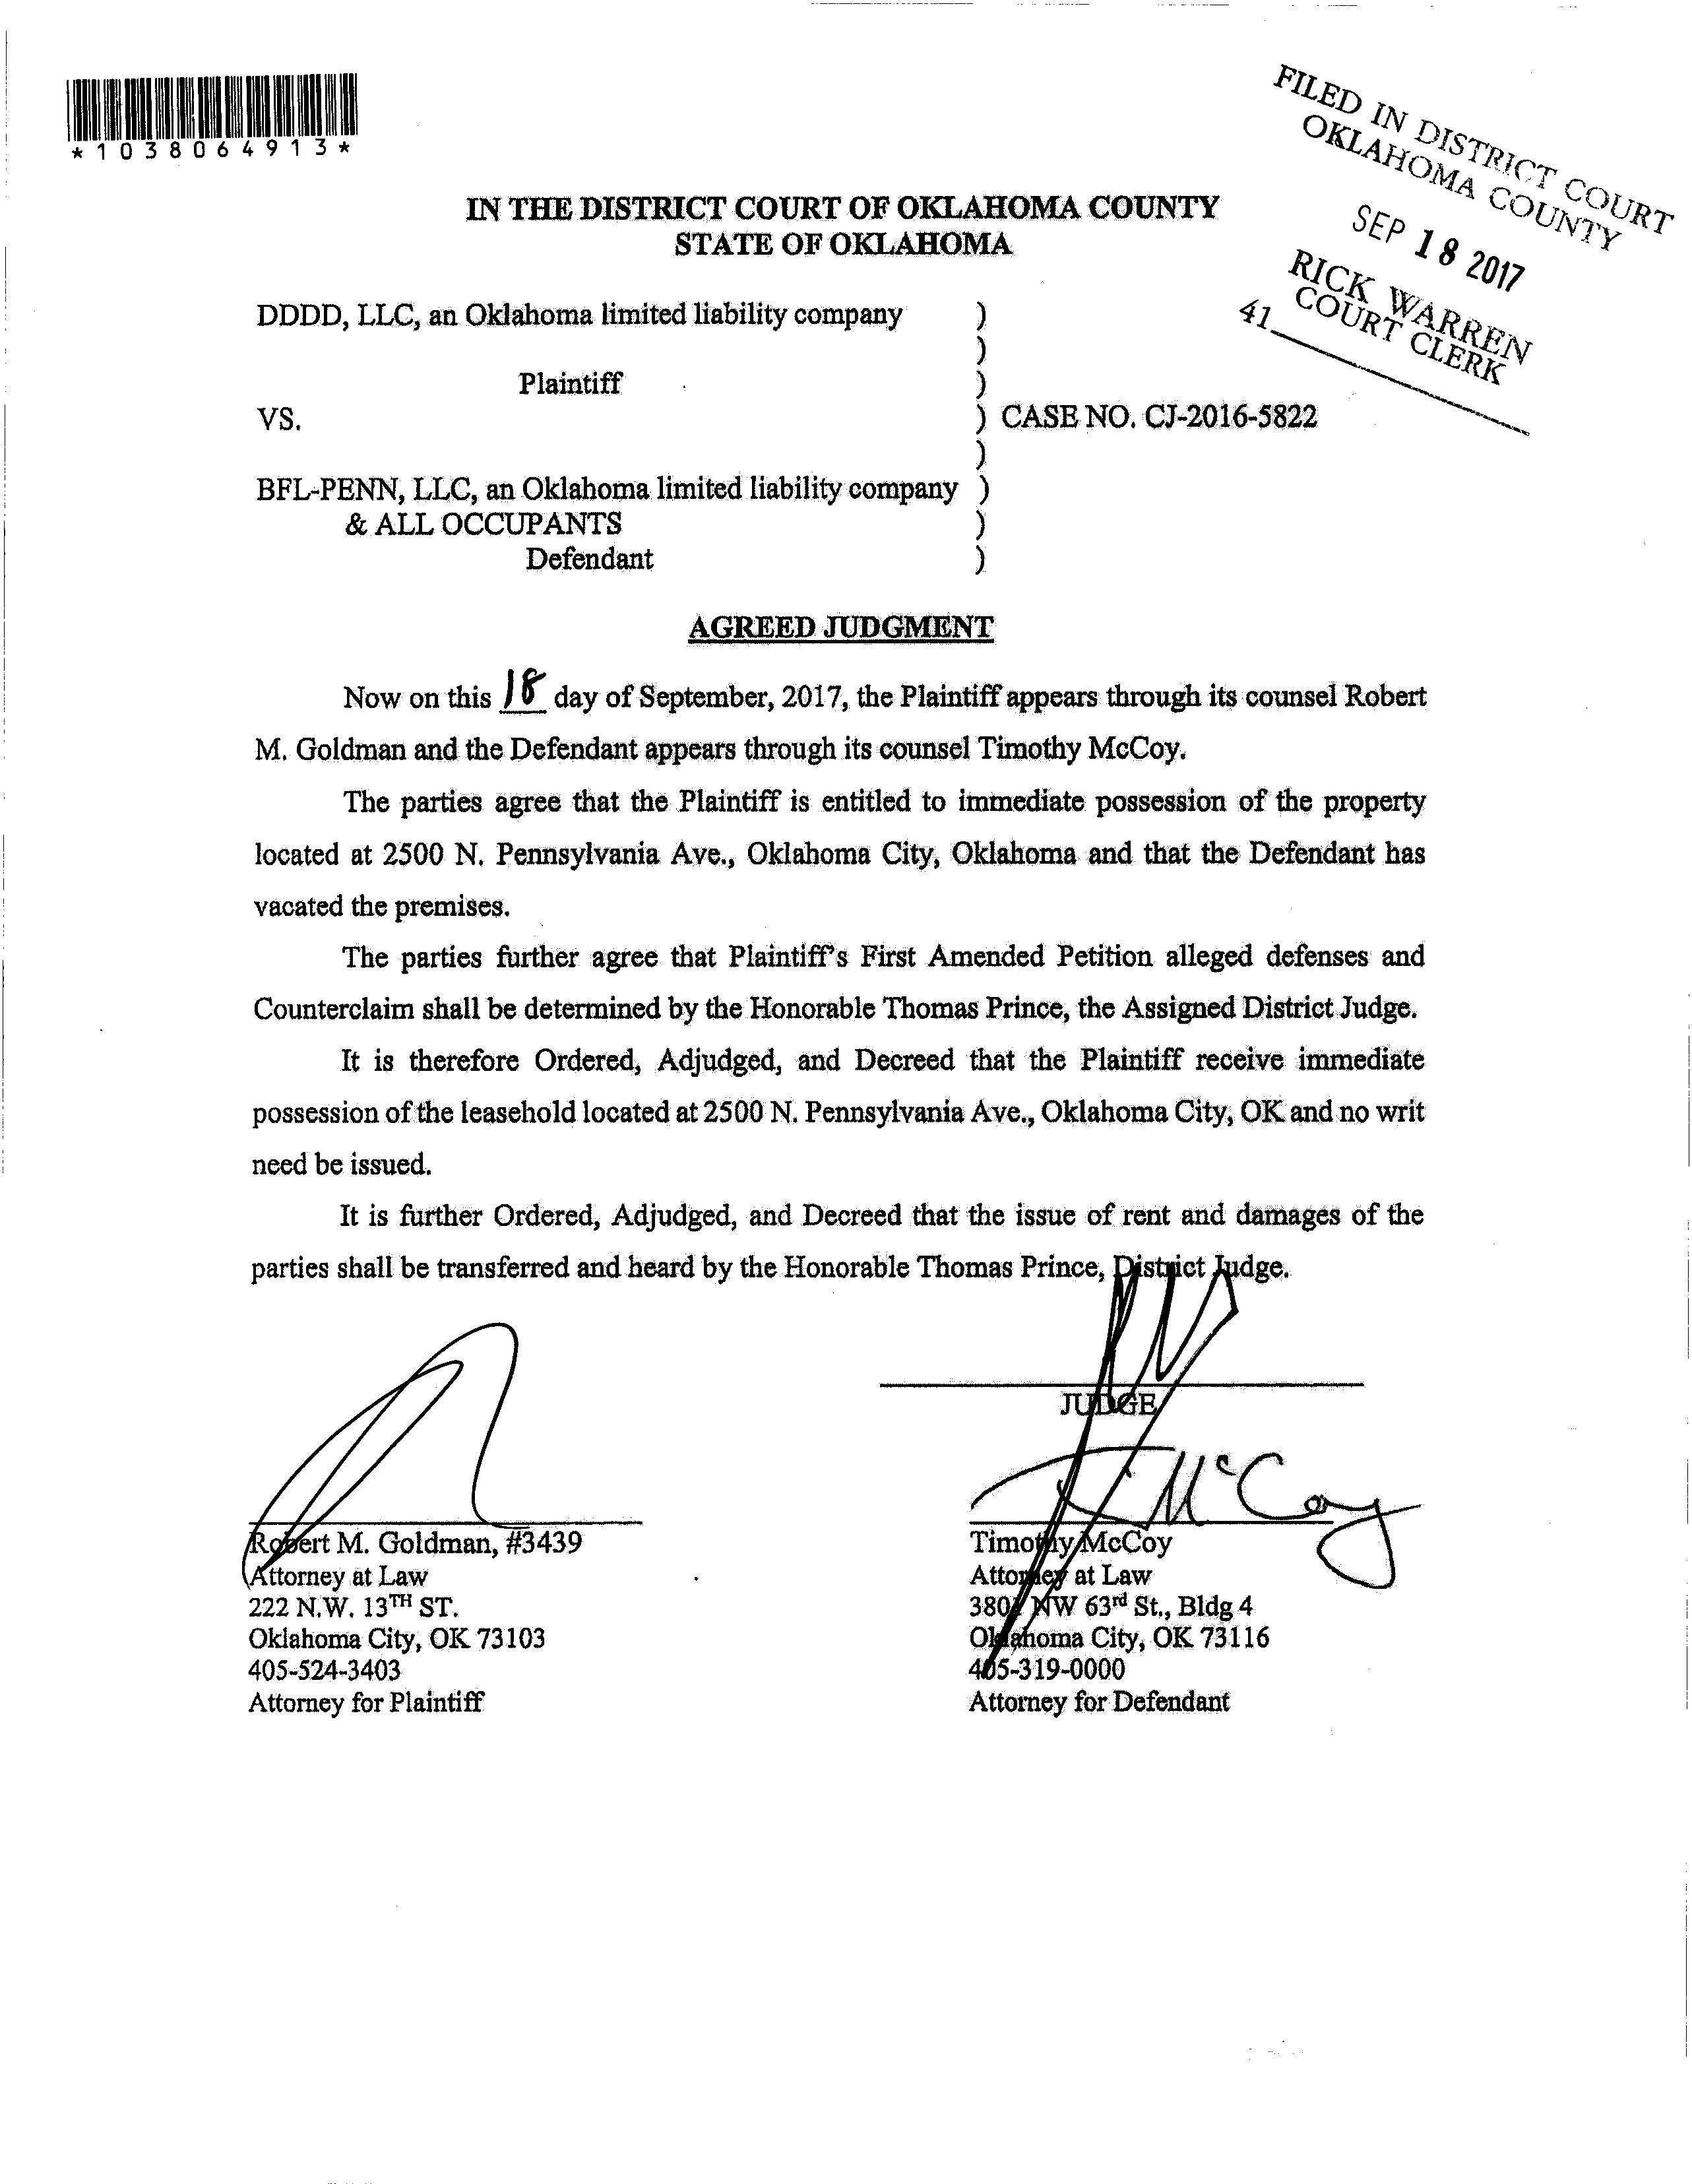 *1038064913*
FILED IN DISTRICT COURT
OKLAHOMA COUNTY
SEP 18 2017
RICK WARREN
COURT CLERK
41
IN THE DISTRICT COURT OF OKLAHOMA COUNTY
STATE OF OKLAHOMA
DDDD, LLC, an Oklahoma limited liability company )
)
Plaintiff )
VS. ) CASE NO. CJ-2016-5822
)
BFL-PENN, LLC, an Oklahoma limited liability company )
& ALL OCCUPANTS )
Defendant )
AGREED JUDGMENT
Now on this 18 day of September, 2017, the Plaintiff appears through its counsel Robert
M. Goldman and the Defendant appears through its counsel Timothy McCoy.
The parties agree that the Plaintiff is entitled to immediate possession of the property
located at 2500 N. Pennsylvania Ave., Oklahoma City, Oklahoma and that the Defendant has
vacated the premises.
The parties further agree that Plaintiff's First Amended Petition alleged defenses and
Counterclaim shall be determined by the Honorable Thomas Prince, the Assigned District Judge.
It is therefore Ordered, Adjudged, and Decreed that the Plaintiff receive immediate
possession of the leasehold located at 2500 N. Pennsylvania Ave., Oklahoma City, OK and no writ
need be issued.
It is further Ordered, Adjudged, and Decreed that the issue of rent and damages of the
parties shall be transferred and heard by the Honorable Thomas Prince, District Judge.
JUDGE
T McCoy
Robert M. Goldman, #3439
Attorney at Law
222 N.W. 13TH ST.
Oklahoma City, OK 73103
405-524-3403
Attorney for Plaintiff
Timothy McCoy
Attorney at Law
NW 63rd St., Bldg 4
Oklahoma City, OK 73116
405-319-0000
Attorney for Defendant